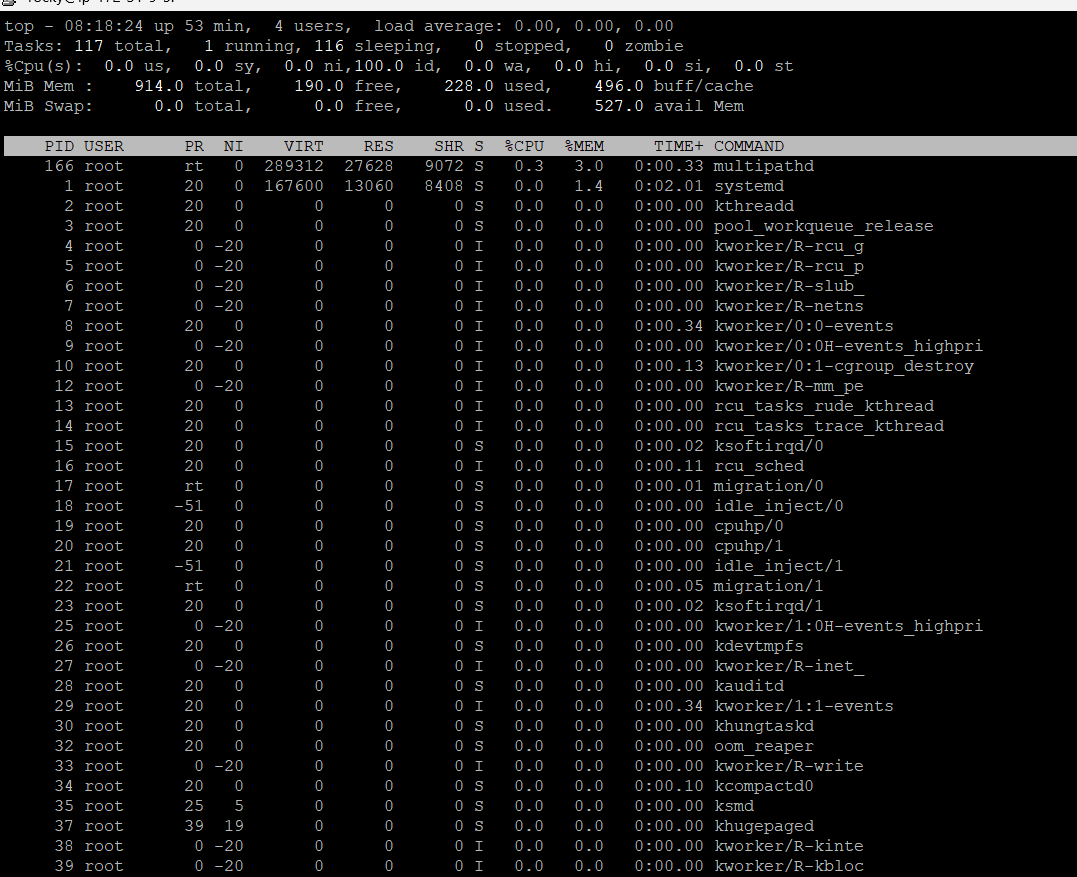 top - 08:18:24 up 53 min,  4 users,  load average: 0.00, 0.00, 0.00
Tasks: 117 total,   1 running, 116 sleeping,   0 stopped,   0 zombie
%Cpu(s):  0.0 us,  0.0 sy,  0.0 ni,100.0 id,  0.0 wa,  0.0 hi,  0.0 si,  0.0 st
MiB Mem :    914.0 total,    190.0 free,    228.0 used,    496.0 buff/cache
MiB Swap:      0.0 total,      0.0 free,      0.0 used.    527.0 avail Mem
PID USER      PR  NI    VIRT    RES    SHR S  %CPU  %MEM     TIME+ COMMAND
166 root      rt   0  289312  27628   9072 S   0.3   3.0   0:00.33 multipathd
1 root      20   0  167600  13060   8408 S   0.0   1.4   0:02.01 systemd
2 root      20   0       0      0      0 S   0.0   0.0   0:00.00 kthreadd
3 root      20   0       0      0      0 S   0.0   0.0   0:00.00 pool_workqueue_release
4 root       0 -20       0      0      0 I   0.0   0.0   0:00.00 kworker/R-rcu_g
5 root       0 -20       0      0      0 I   0.0   0.0   0:00.00 kworker/R-rcu_p
6 root       0 -20       0      0      0 I   0.0   0.0   0:00.00 kworker/R-slub_
7 root       0 -20       0      0      0 I   0.0   0.0   0:00.00 kworker/R-netns
8 root      20   0       0      0      0 I   0.0   0.0   0:00.34 kworker/0:0-events
9 root       0 -20       0      0      0 I   0.0   0.0   0:00.00 kworker/0:0H-events_highpri
10 root      20   0       0      0      0 I   0.0   0.0   0:00.13 kworker/0:1-cgroup_destroy
12 root       0 -20       0      0      0 I   0.0   0.0   0:00.00 kworker/R-mm_pe
13 root      20   0       0      0      0 I   0.0   0.0   0:00.00 rcu_tasks_rude_kthread
14 root      20   0       0      0      0 I   0.0   0.0   0:00.00 rcu_tasks_trace_kthread
15 root      20   0       0      0      0 S   0.0   0.0   0:00.02 ksoftirqd/0
16 root      20   0       0      0      0 I   0.0   0.0   0:00.11 rcu_sched
17 root      rt   0       0      0      0 S   0.0   0.0   0:00.01 migration/0
18 root     -51   0       0      0      0 S   0.0   0.0   0:00.00 idle_inject/0
19 root      20   0       0      0      0 S   0.0   0.0   0:00.00 cpuhp/0
20 root      20   0       0      0      0 S   0.0   0.0   0:00.00 cpuhp/1
21 root     -51   0       0      0      0 S   0.0   0.0   0:00.00 idle_inject/1
22 root      rt   0       0      0      0 S   0.0   0.0   0:00.05 migration/1
23 root      20   0       0      0      0 S   0.0   0.0   0:00.02 ksoftirqd/1
25 root       0 -20       0      0      0 I   0.0   0.0   0:00.00 kworker/1:0H-events_highpri
26 root      20   0       0      0      0 S   0.0   0.0   0:00.00 kdevtmpfs
27 root       0 -20       0      0      0 I   0.0   0.0   0:00.00 kworker/R-inet_
28 root      20   0       0      0      0 S   0.0   0.0   0:00.00 kauditd
29 root      20   0       0      0      0 I   0.0   0.0   0:00.34 kworker/1:1-events
30 root      20   0       0      0      0 S   0.0   0.0   0:00.00 khungtaskd
32 root      20   0       0      0      0 S   0.0   0.0   0:00.00 oom_reaper
33 root       0 -20       0      0      0 I   0.0   0.0   0:00.00 kworker/R-write
34 root      20   0       0      0      0 S   0.0   0.0   0:00.10 kcompactd0
35 root      25   5       0      0      0 S   0.0   0.0   0:00.00 ksmd
37 root      39  19       0      0      0 S   0.0   0.0   0:00.00 khugepaged
38 root       0 -20       0      0      0 I   0.0   0.0   0:00.00 kworker/R-kinte
39 root       0 -20       0      0      0 I   0.0   0.0   0:00.00 kworker/R-kbloc